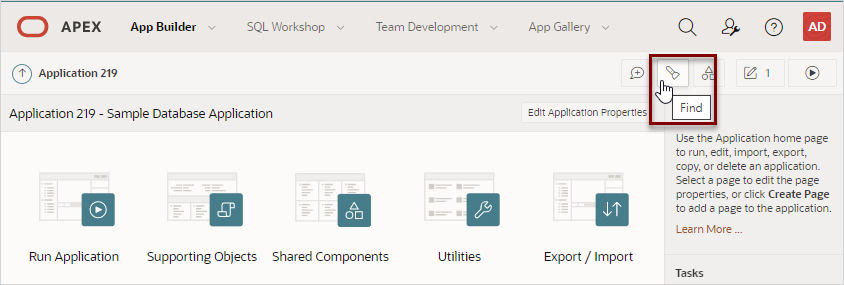 APEX App Builder SQL Workshop Team Development App Gallery AD
Application 219 1
Find
Application 219 - Sample Database Application Edit Application Properties
Use the Application home page
to run, edit, import, export,
copy, or delete an application.
Select a page to edit the page
properties, or click Create Page
to add a page to the application.
Learn More ...
Run Application Supporting Objects Shared Components Utilities Export / Import
Tasks